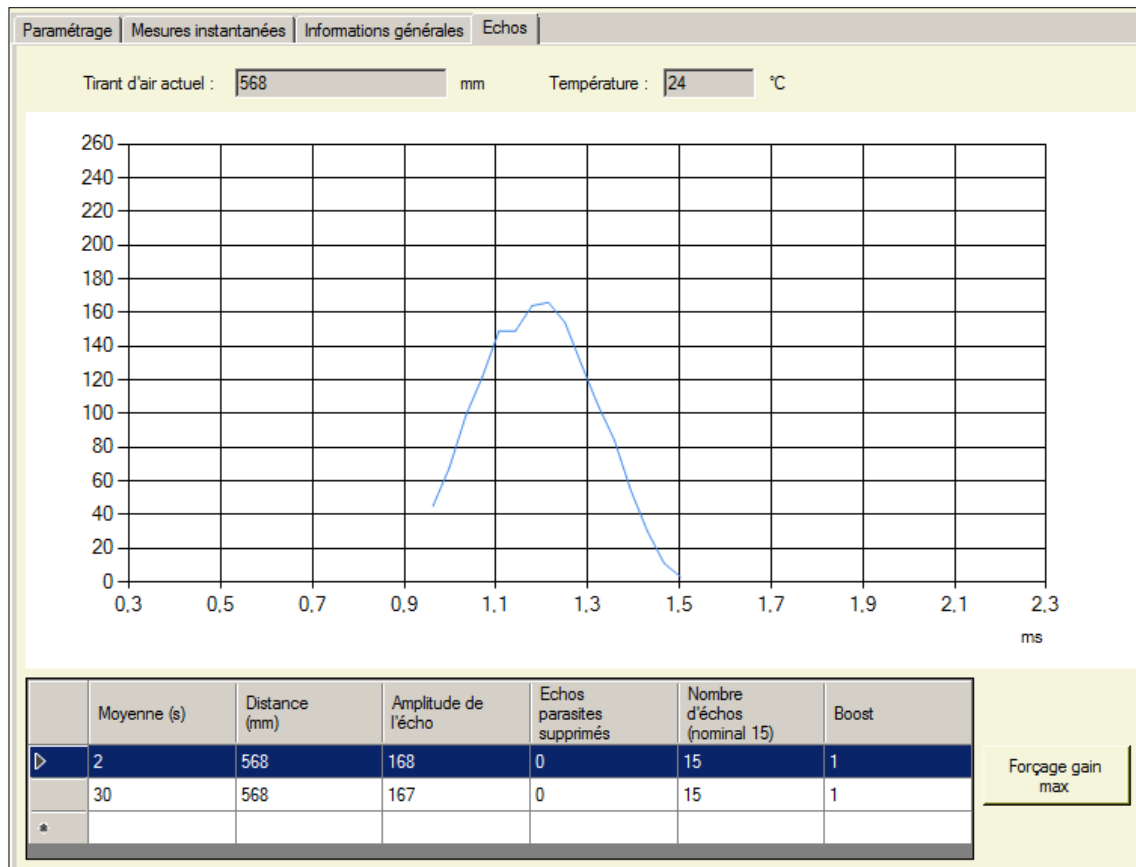 Paramétrage Mesures instantanées Informations générales Echos
Tirant d'air actuel : 568 mm Température : 24 °C
260
240
220
200
180
160
140
120
100
80
60
40
20
0
0,3 0,5 0,7 0,9 1,1 1,3 1,5 1,7 1,9 2,1 2,3
ms
Moyenne (s) Distance (mm) Amplitude de l'écho Echos parasites supprimés Nombre d'échos (nominal 15) Boost
2 568 168 0 15 1
30 568 167 0 15 1
Forçage gain
max